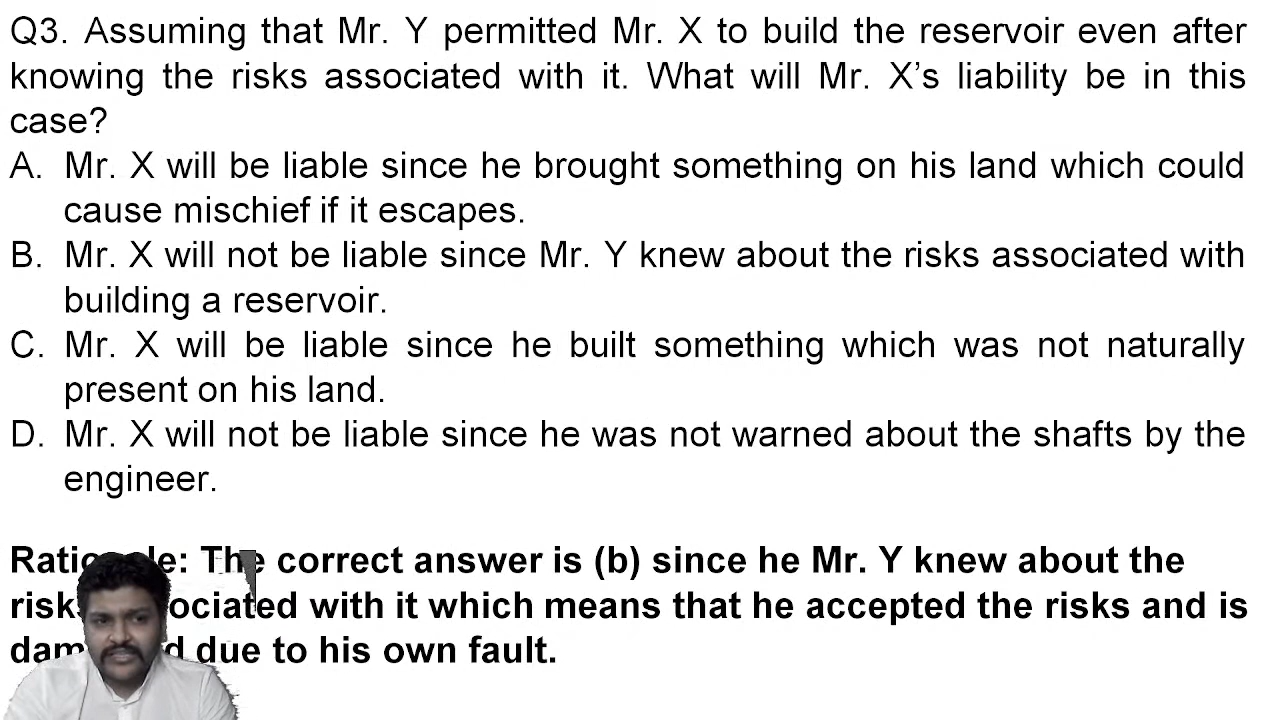 Q3. Assuming that Mr. Y permitted Mr. X to build the reservoir even after
knowing the risks associated with it. What will Mr. X’s liability be in this
case?
A. Mr. X will be liable since he brought something on his land which could
cause mischief if it escapes.
B. Mr. X will not be liable since Mr. Y knew about the risks associated with
building a reservoir.
C. Mr. X will be liable since he built something which was not naturally
present on his land.
D. Mr. X will not be liable since he was not warned about the shafts by the
engineer.
Rationale: The correct answer is (b) since he Mr. Y knew about the
risks associated with it which means that he accepted the risks and is
due to his own fault.